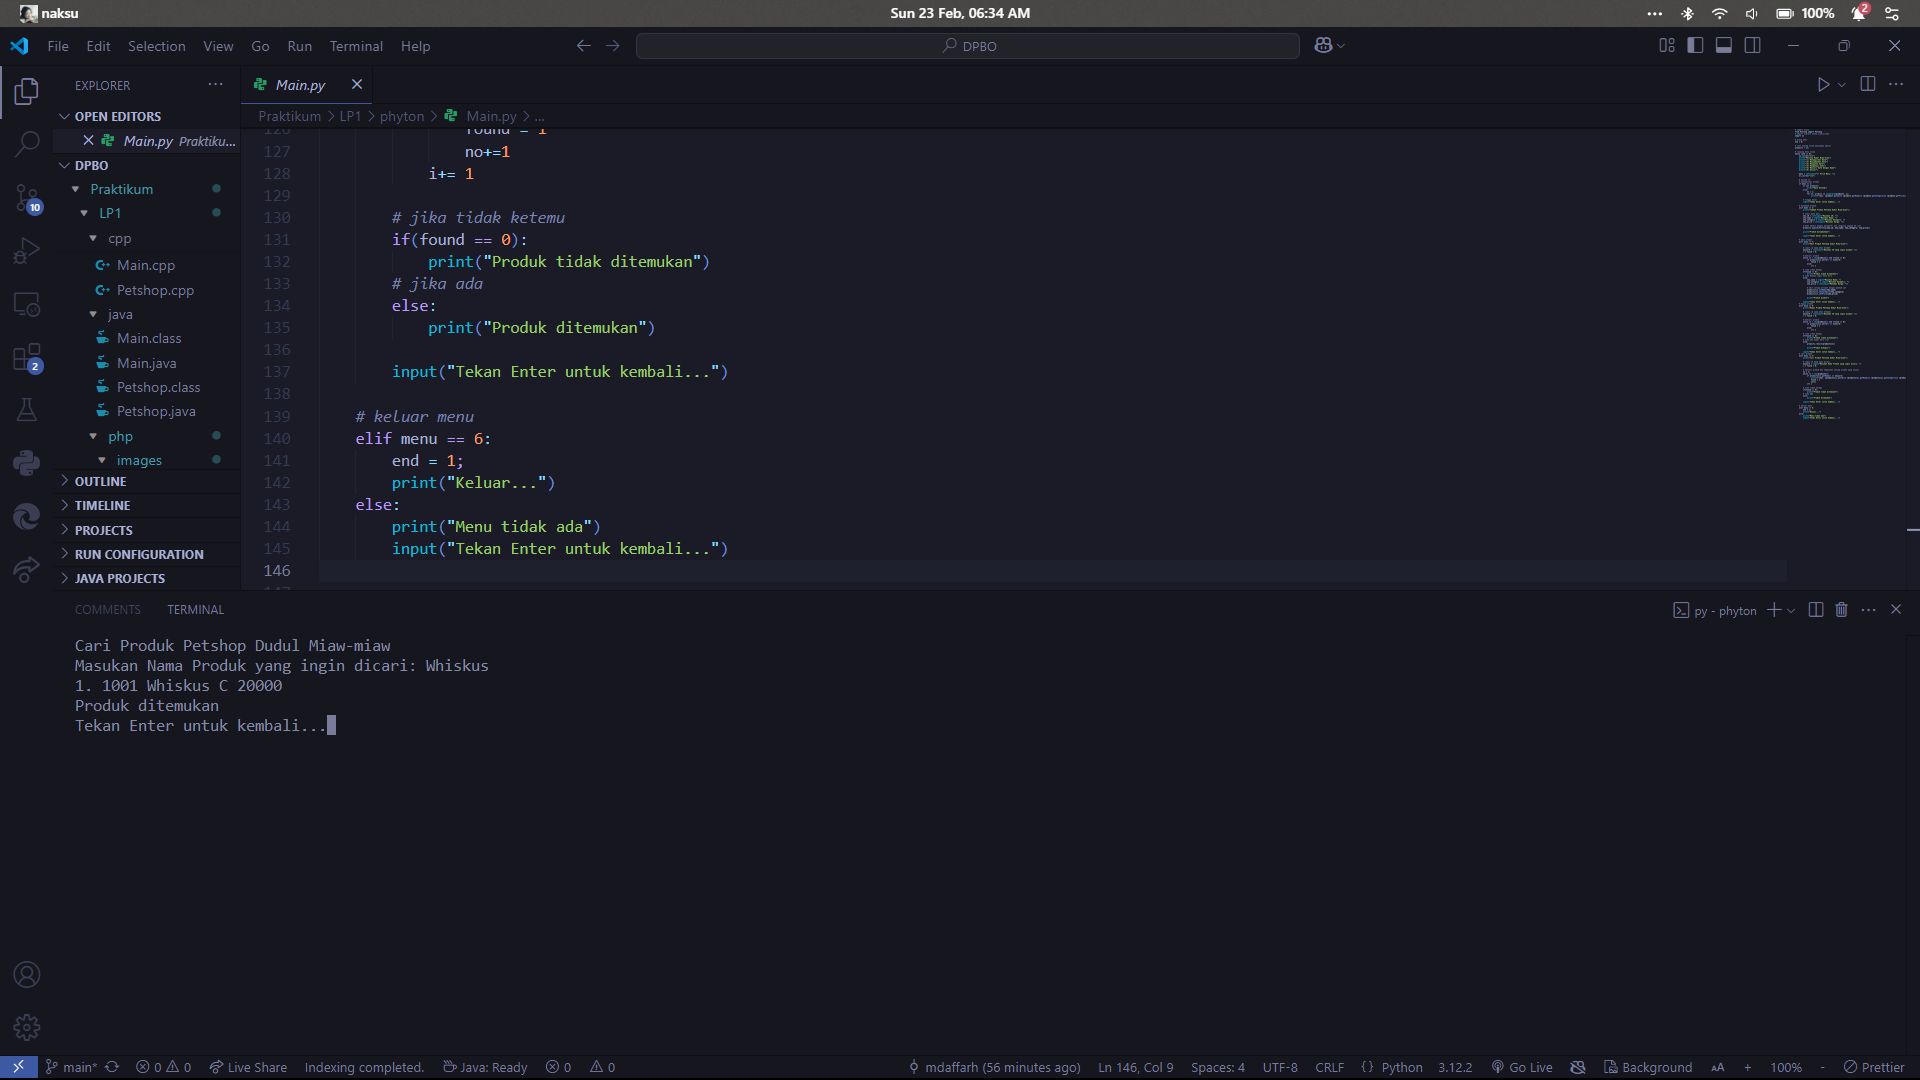 naksu
Sun 23 Feb, 06:34 AM
100%
2
File Edit Selection View Go Run Terminal Help
DPBO
EXPLORER
Main.py
OPEN EDITORS
Main.py Praktiku...
DPBO
Praktikum
LP1
cpp
Main.cpp
Petshop.cpp
java
Main.class
Main.java
Petshop.class
Petshop.java
php
images
OUTLINE
TIMELINE
PROJECTS
RUN CONFIGURATION
JAVA PROJECTS
10
2
Praktikum > LP1 > phyton > Main.py > ...
126 found = 1
127 no+=1
128 i+= 1
129
130 # jika tidak ketemu
131 if(found == 0):
132 print("Produk tidak ditemukan")
133 # jika ada
134 else:
135 print("Produk ditemukan")
136
137 input("Tekan Enter untuk kembali...")
138
139 # keluar menu
140 elif menu == 6:
141 end = 1;
142 print("Keluar...")
143 else:
144 print("Menu tidak ada")
145 input("Tekan Enter untuk kembali...")
146
COMMENTS TERMINAL
py - phyton
Cari Produk Petshop Dudul Miaw-miaw
Masukan Nama Produk yang ingin dicari: Whiskus
1. 1001 Whiskus C 20000
Produk ditemukan
Tekan Enter untuk kembali...
main* 0 0 Live Share Indexing completed. Java: Ready 0 0 mdaffarh (56 minutes ago) Ln 146, Col 9 Spaces: 4 UTF-8 CRLF {} Python 3.12.2 Go Live Background AA + 100% - Prettier